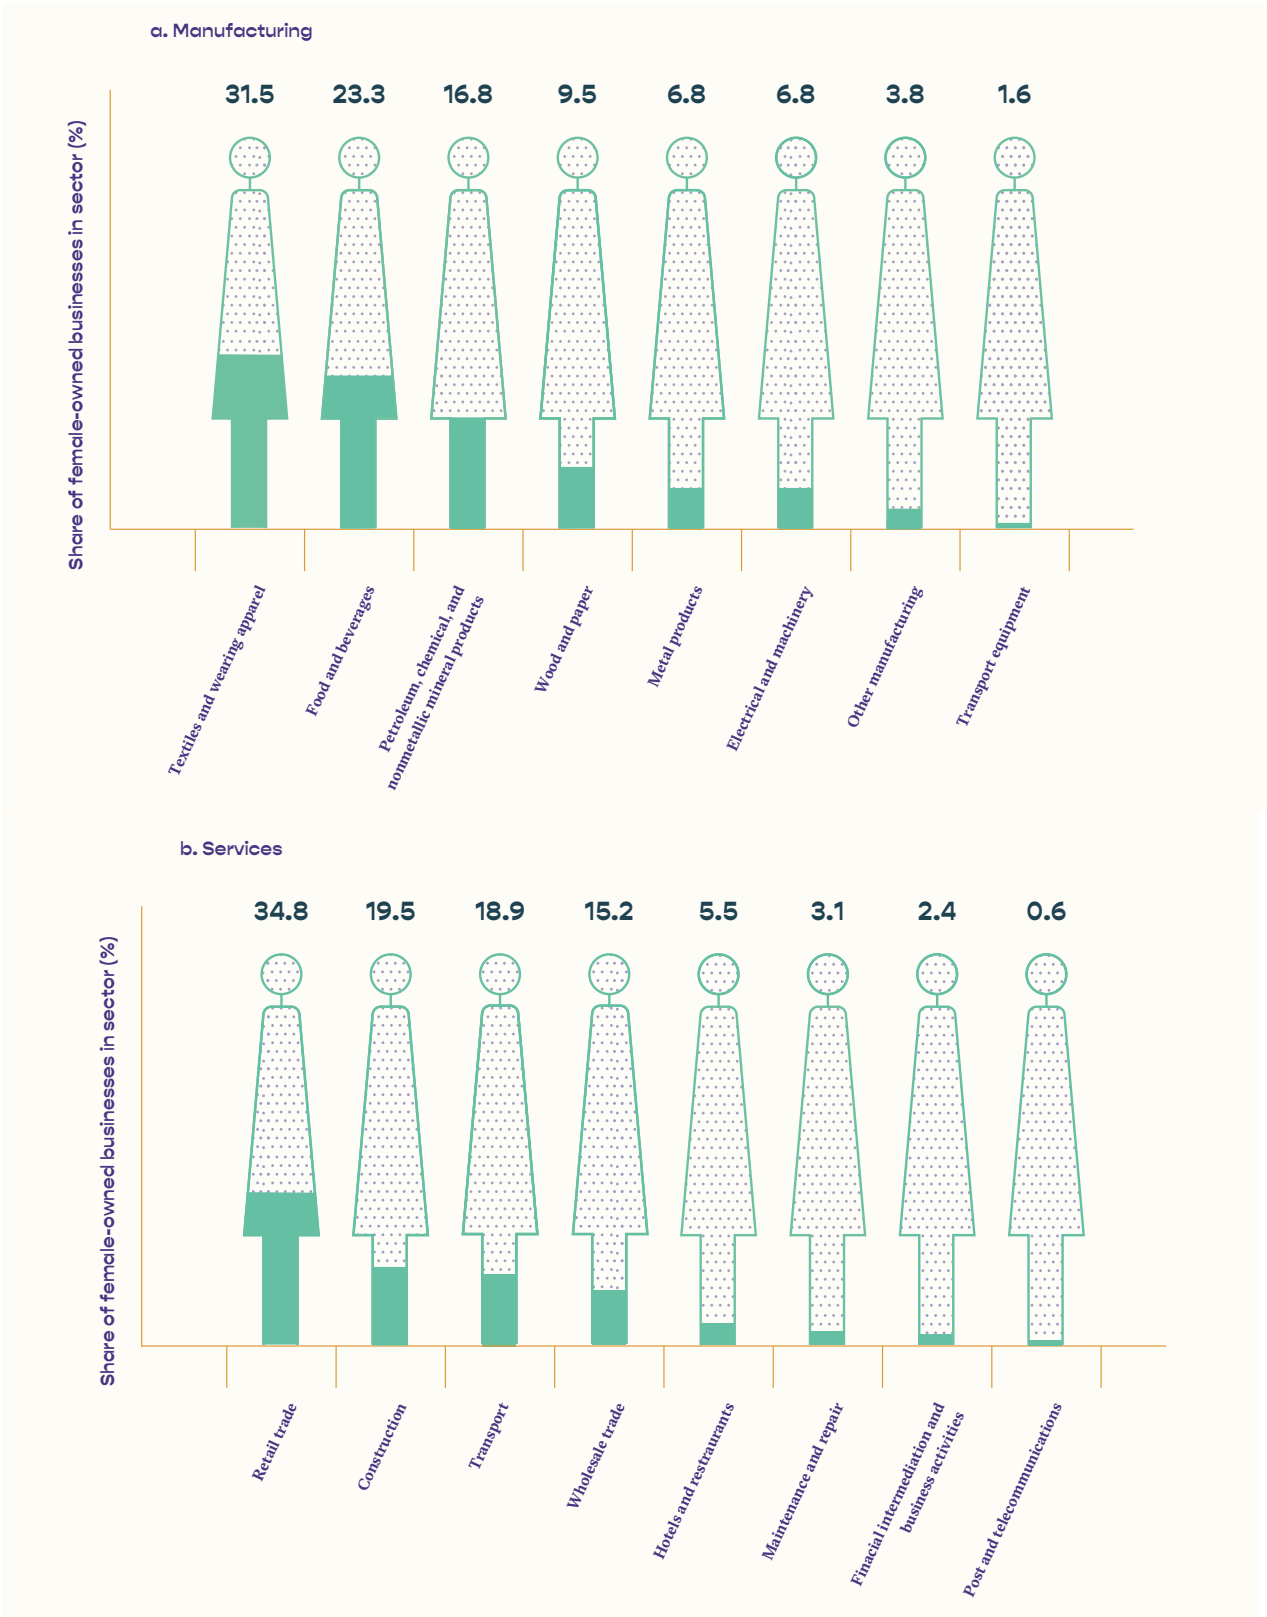 a. Manufacturing
Share of female-owned businesses in sector (%)
31.5
23.3
16.8
9.5
6.8
6.8
3.8
1.6
Textiles and wearing apparel
Food and beverages
Petroleum, chemical, and
nonmetallic mineral products
Wood and paper
Metal products
Electrical and machinery
Other manufacturing
Transport equipment
b. Services
Share of female-owned businesses in sector (%)
34.8
19.5
18.9
15.2
5.5
3.1
2.4
0.6
Retail trade
Construction
Transport
Wholesale trade
Hotels and restraurants
Maintenance and repair
Finacial intermediation and
business activities
Post and telecommunications